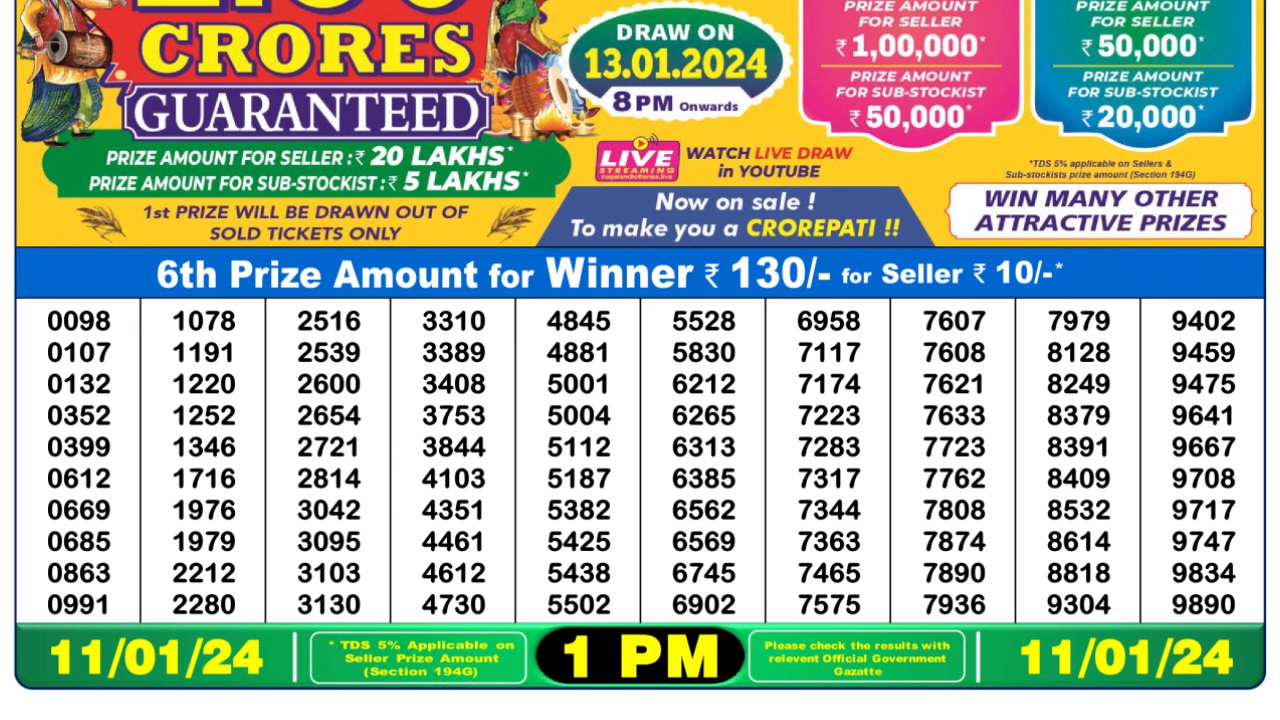 CRORES
GUARANTEED
PRIZE AMOUNT FOR SELLER : ₹ 20 LAKHS*
PRIZE AMOUNT FOR SUB-STOCKIST : ₹ 5 LAKHS*
1st PRIZE WILL BE DRAWN OUT OF
SOLD TICKETS ONLY
DRAW ON
13.01.2024
8 PM Onwards
LIVE
STREAMING
nagalandlotteries.live
WATCH LIVE DRAW
in YOUTUBE
Now on sale !
To make you a CROREPATI !!
PRIZE AMOUNT
FOR SELLER
₹ 1,00,000*
PRIZE AMOUNT
FOR SUB-STOCKIST
₹ 50,000*
PRIZE AMOUNT
FOR SELLER
₹ 50,000*
PRIZE AMOUNT
FOR SUB-STOCKIST
₹ 20,000*
*TDS 5% applicable on Sellers &
Sub-stockists prize amount (Section 194G)
WIN MANY OTHER
ATTRACTIVE PRIZES
6th Prize Amount for Winner ₹ 130/- for Seller ₹ 10/-*
0098 1078 2516 3310 4845 5528 6958 7607 7979 9402
0107 1191 2539 3389 4881 5830 7117 7608 8128 9459
0132 1220 2600 3408 5001 6212 7174 7621 8249 9475
0352 1252 2654 3753 5004 6265 7223 7633 8379 9641
0399 1346 2721 3844 5112 6313 7283 7723 8391 9667
0612 1716 2814 4103 5187 6385 7317 7762 8409 9708
0669 1976 3042 4351 5382 6562 7344 7808 8532 9717
0685 1979 3095 4461 5425 6569 7363 7874 8614 9747
0863 2212 3103 4612 5438 6745 7465 7890 8818 9834
0991 2280 3130 4730 5502 6902 7575 7936 9304 9890
11/01/24
* TDS 5% Applicable on
Seller Prize Amount
(Section 194G)
1 PM
Please check the results with
relevent Official Government
Gazatte
11/01/24